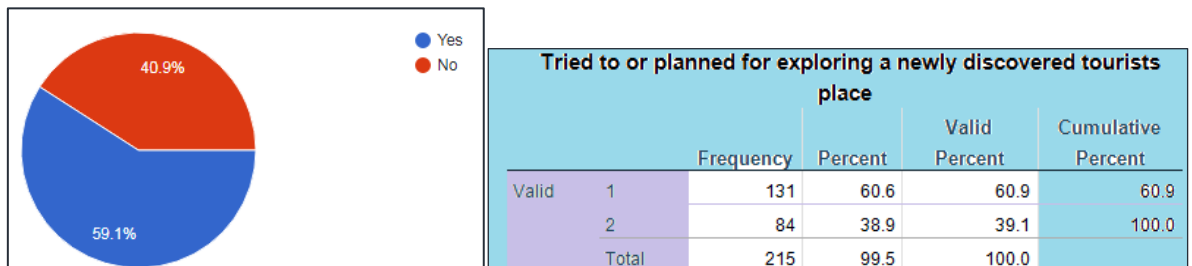 Yes
No
40.9%
59.1%
Tried to or planned for exploring a newly discovered tourists
place
Frequency Percent Valid Percent Cumulative Percent
Valid 1 131 60.6 60.9 60.9
2 84 38.9 39.1 100.0
Total 215 99.5 100.0